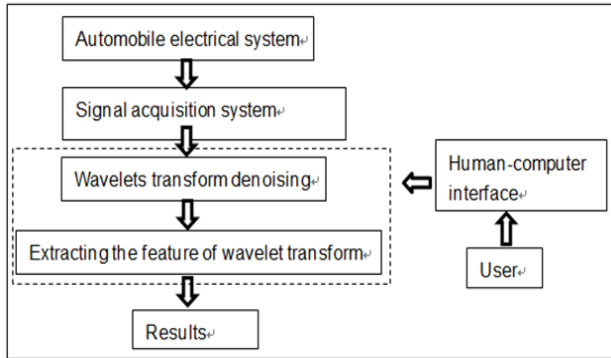 Automobile electrical system
Signal acquisition system
Wavelets transform denoising
Extracting the feature of wavelet transform
Results
Human-computer
interface
User